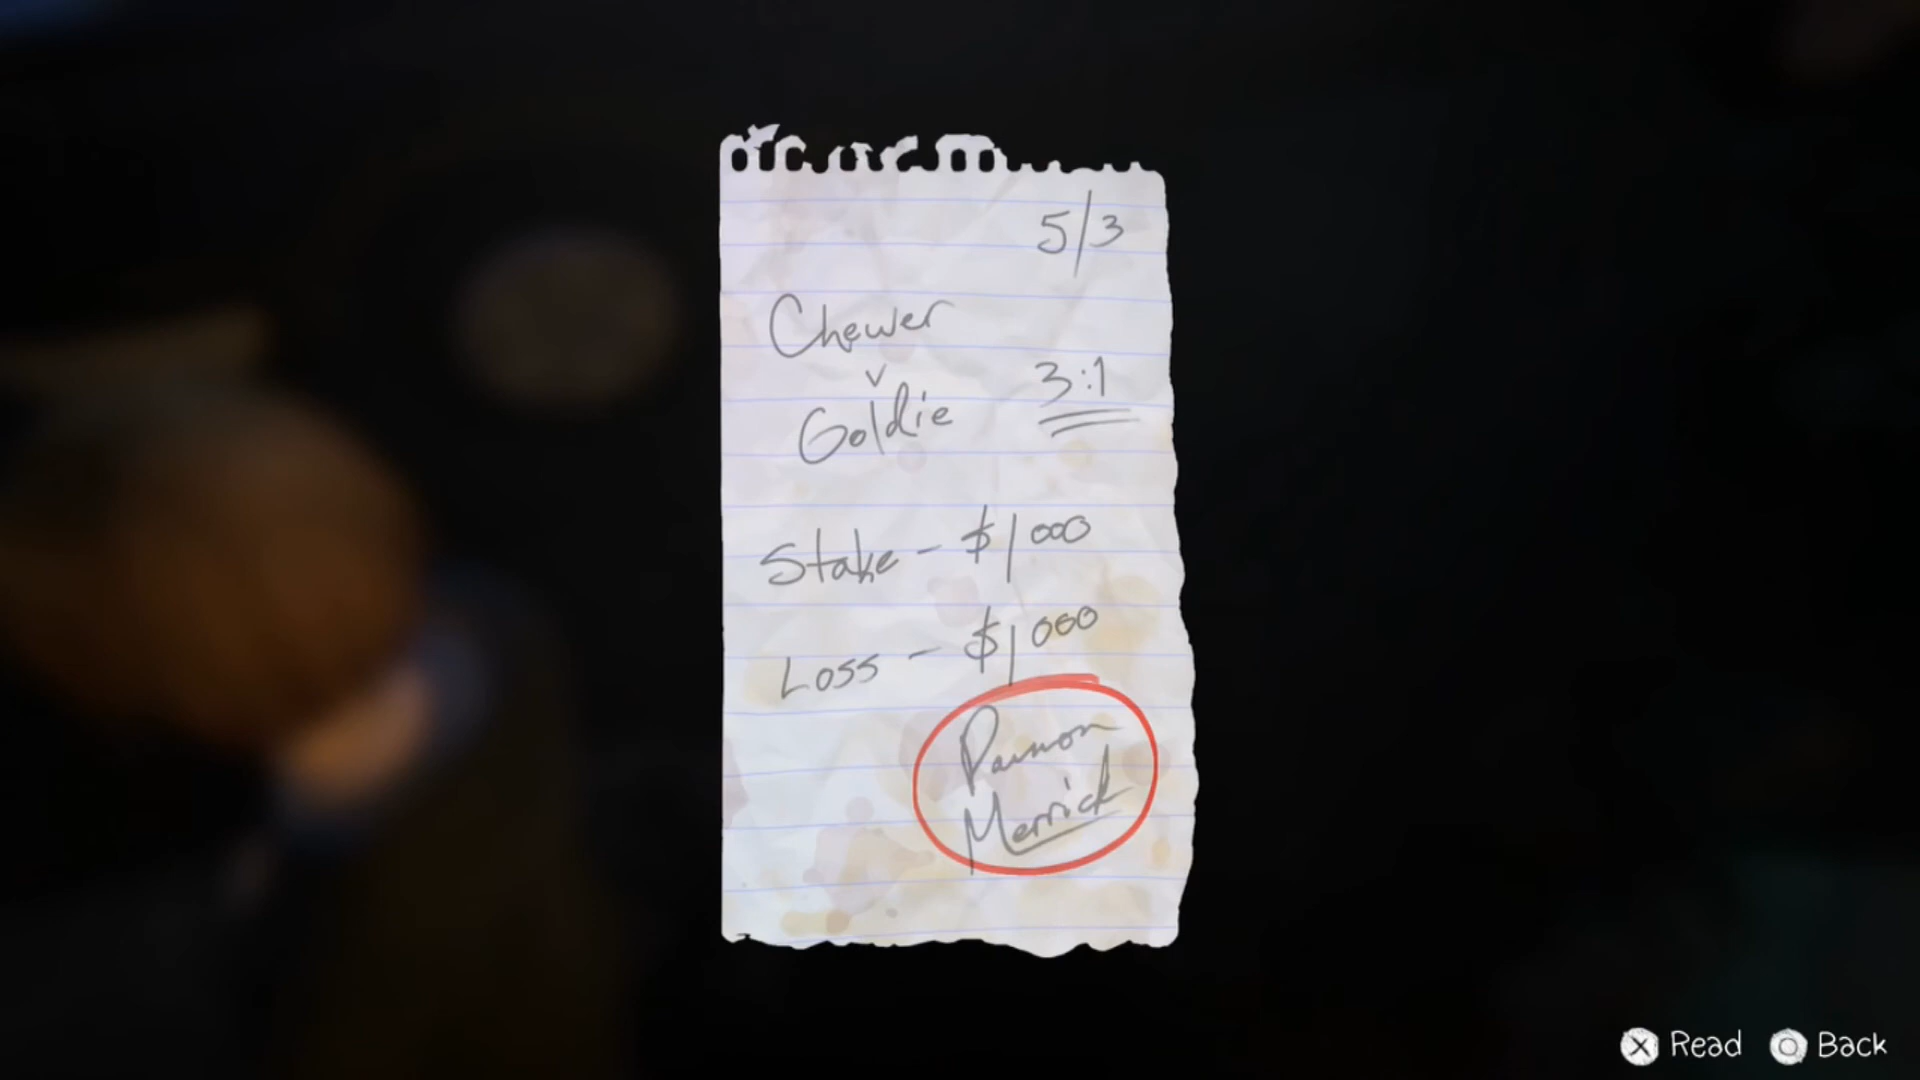 5/3
Chewer
v
Goldie 3:1
Stake - $1000
Loss - $1000
Damon
Merrick
Read Back